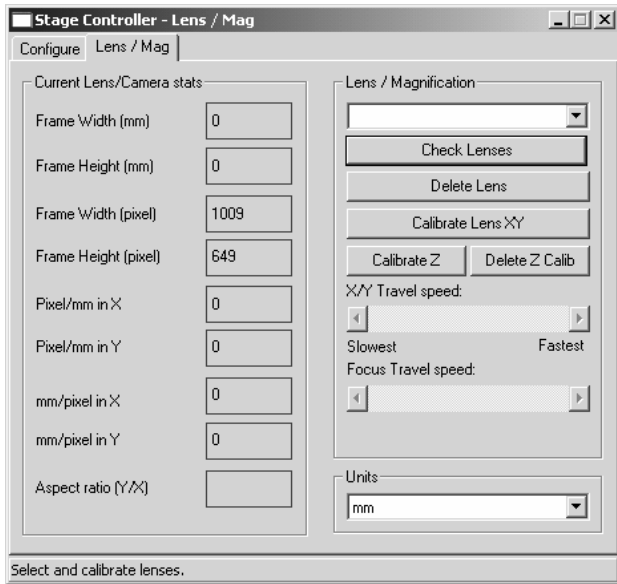 Stage Controller - Lens / Mag
Configure
Lens / Mag
Current Lens/Camera stats
Frame Width (mm)
0
Frame Height (mm)
0
Frame Width (pixel)
1009
Frame Height (pixel)
649
Pixel/mm in X
0
Pixel/mm in Y
0
mm/pixel in X
0
mm/pixel in Y
0
Aspect ratio (Y/X)
Lens / Magnification
Check Lenses
Delete Lens
Calibrate Lens XY
Calibrate Z
Delete Z Calib
X/Y Travel speed:
Slowest
Fastest
Focus Travel speed:
Units
mm
Select and calibrate lenses.